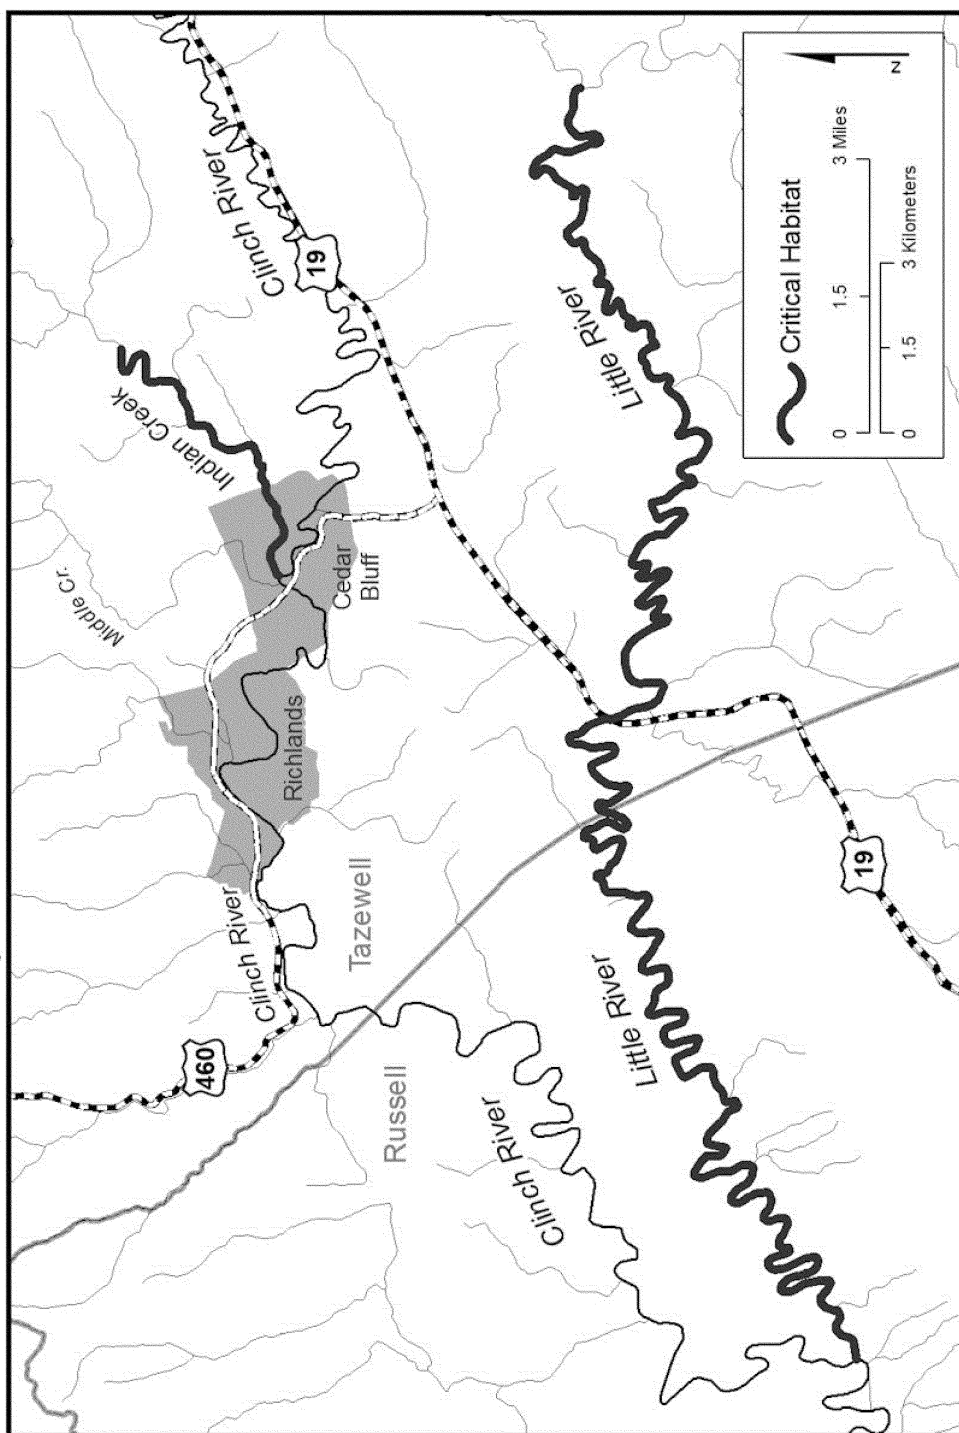 Middle Cr.
Indian Creek
Clinch River
19
Cedar
Bluff
Richlands
Clinch River
460
Tazewell
Russell
Clinch River
Little River
Little River
19
Critical Habitat
0
1.5
3 Miles
0
1.5
3 Kilometers
N